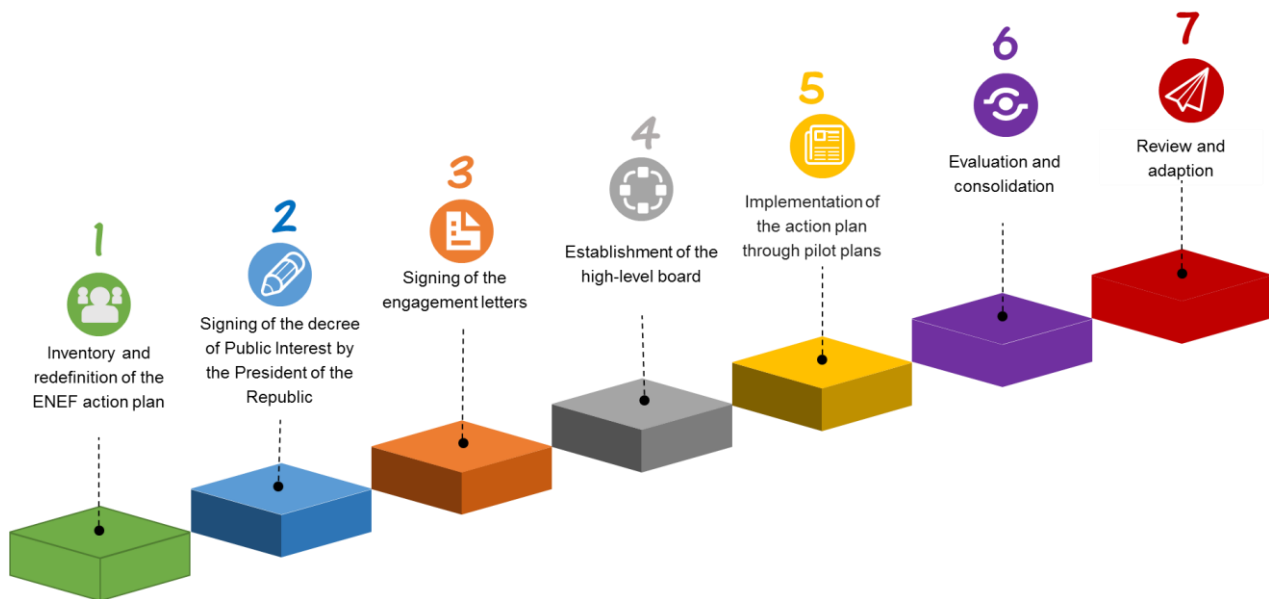 1
Inventory and
redefinition of the
ENEF action plan
2
Signing of the decree
of Public Interest by
the President of the
Republic
3
Signing of the
engagement letters
4
Establishment of the
high-level board
5
Implementation of
the action plan
through pilot plans
6
Evaluation and
consolidation
7
Review and
adaption